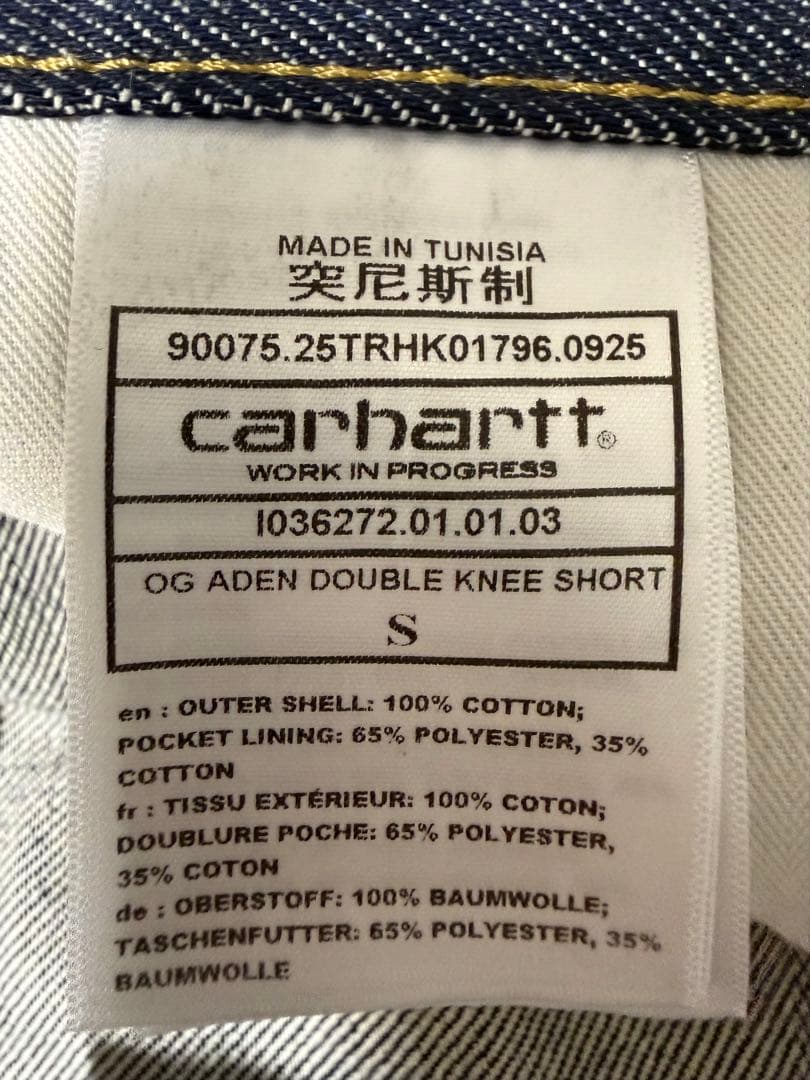 MADE IN TUNISIA
突尼斯制
90075.25TRHK01796.0925
carhartt®
WORK IN PROGRESS
I036272.01.01.03
OG ADEN DOUBLE KNEE SHORT
S
en : OUTER SHELL: 100% COTTON;
POCKET LINING: 65% POLYESTER, 35%
COTTON
fr : TISSU EXTÉRIEUR: 100% COTON;
DOUBLURE POCHE: 65% POLYESTER,
35% COTON
de : OBERSTOFF: 100% BAUMWOLLE;
TASCHENFUTTER: 65% POLYESTER, 35%
BAUMWOLLE